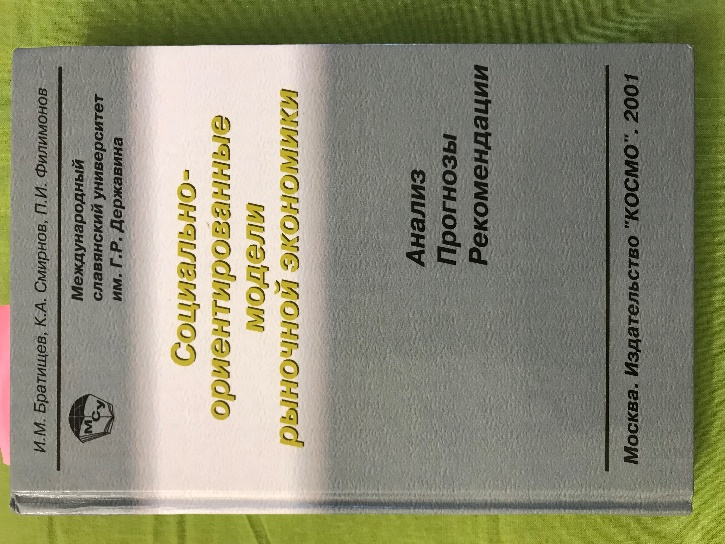 И.М. Братищев, К.А. Смирнов, П.И. Филимонов
МСУ
Международный
славянский университет
им. Г.Р. Державина
Социально-
ориентированные
модели
рыночной экономики
Анализ
Прогнозы
Рекомендации
Москва. Издательство "КОСМО". 2001